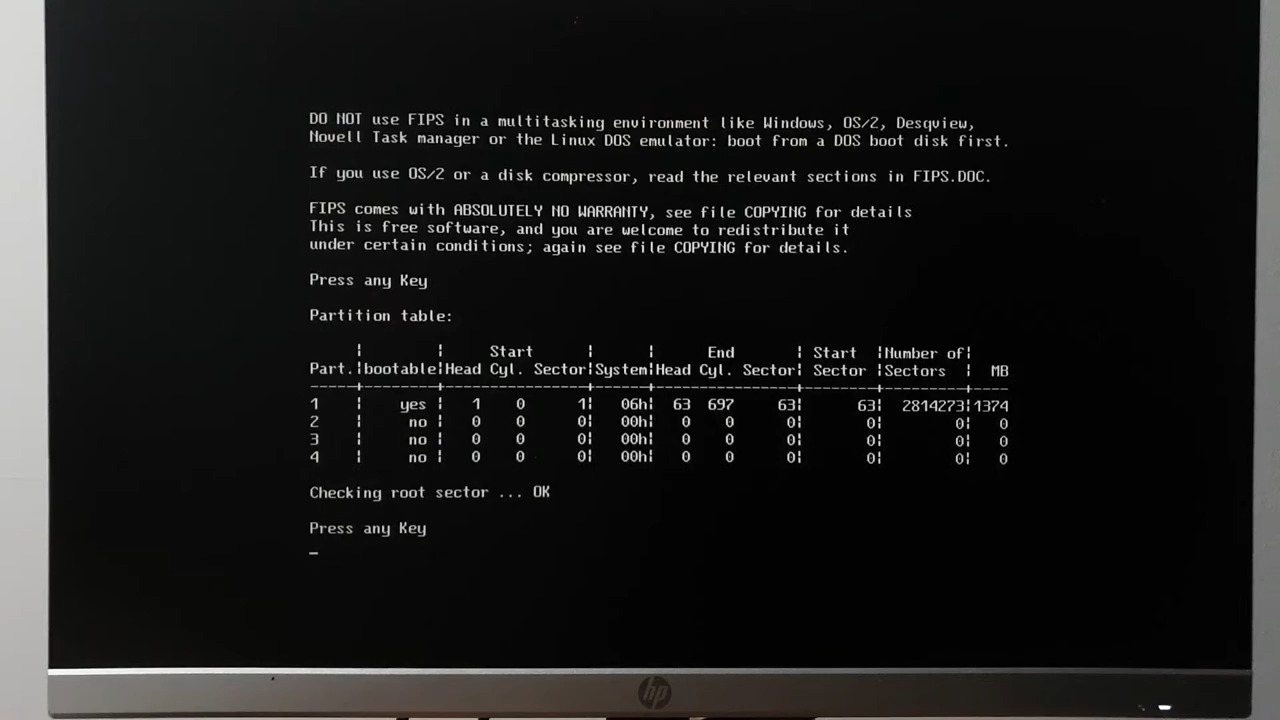 DO NOT use FIPS in a multitasking environment like Windows, OS/2, Desqview,
Novell Task manager or the Linux DOS emulator: boot from a DOS boot disk first.
If you use OS/2 or a disk compressor, read the relevant sections in FIPS.DOC.
FIPS comes with ABSOLUTELY NO WARRANTY, see file COPYING for details
This is free software, and you are welcome to redistribute it
under certain conditions; again see file COPYING for details.
Press any Key
Partition table:
     |        |      Start      |      |      End       | Start  |Number of|
Part.|bootable|Head Cyl. Sector|System|Head Cyl. Sector| Sector |Sectors  |  MB
-----+--------+----------------+------+----------------+--------+---------+----
1    |    yes |   1    0      1|   06h|  63  697     63|      63|  2814273|1374
2    |     no |   0    0      0|   00h|   0    0      0|       0|        0|   0
3    |     no |   0    0      0|   00h|   0    0      0|       0|        0|   0
4    |     no |   0    0      0|   00h|   0    0      0|       0|        0|   0
Checking root sector ... OK
Press any Key
_
hp